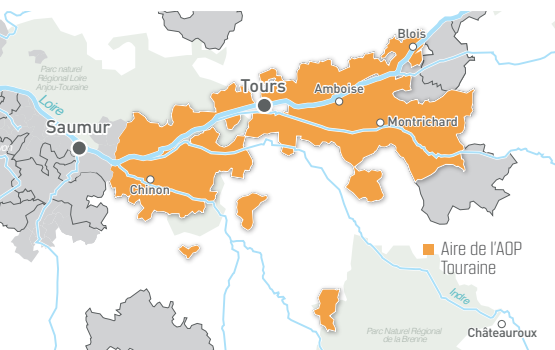 Blois
Parc naturel
Régional Loire
Anjou-Touraine
Tours
Amboise
Loire
Saumur
Montrichard
Chinon
Aire de l'AOP
Touraine
Indre
Parc Naturel Régional
de la Brenne
Châteauroux